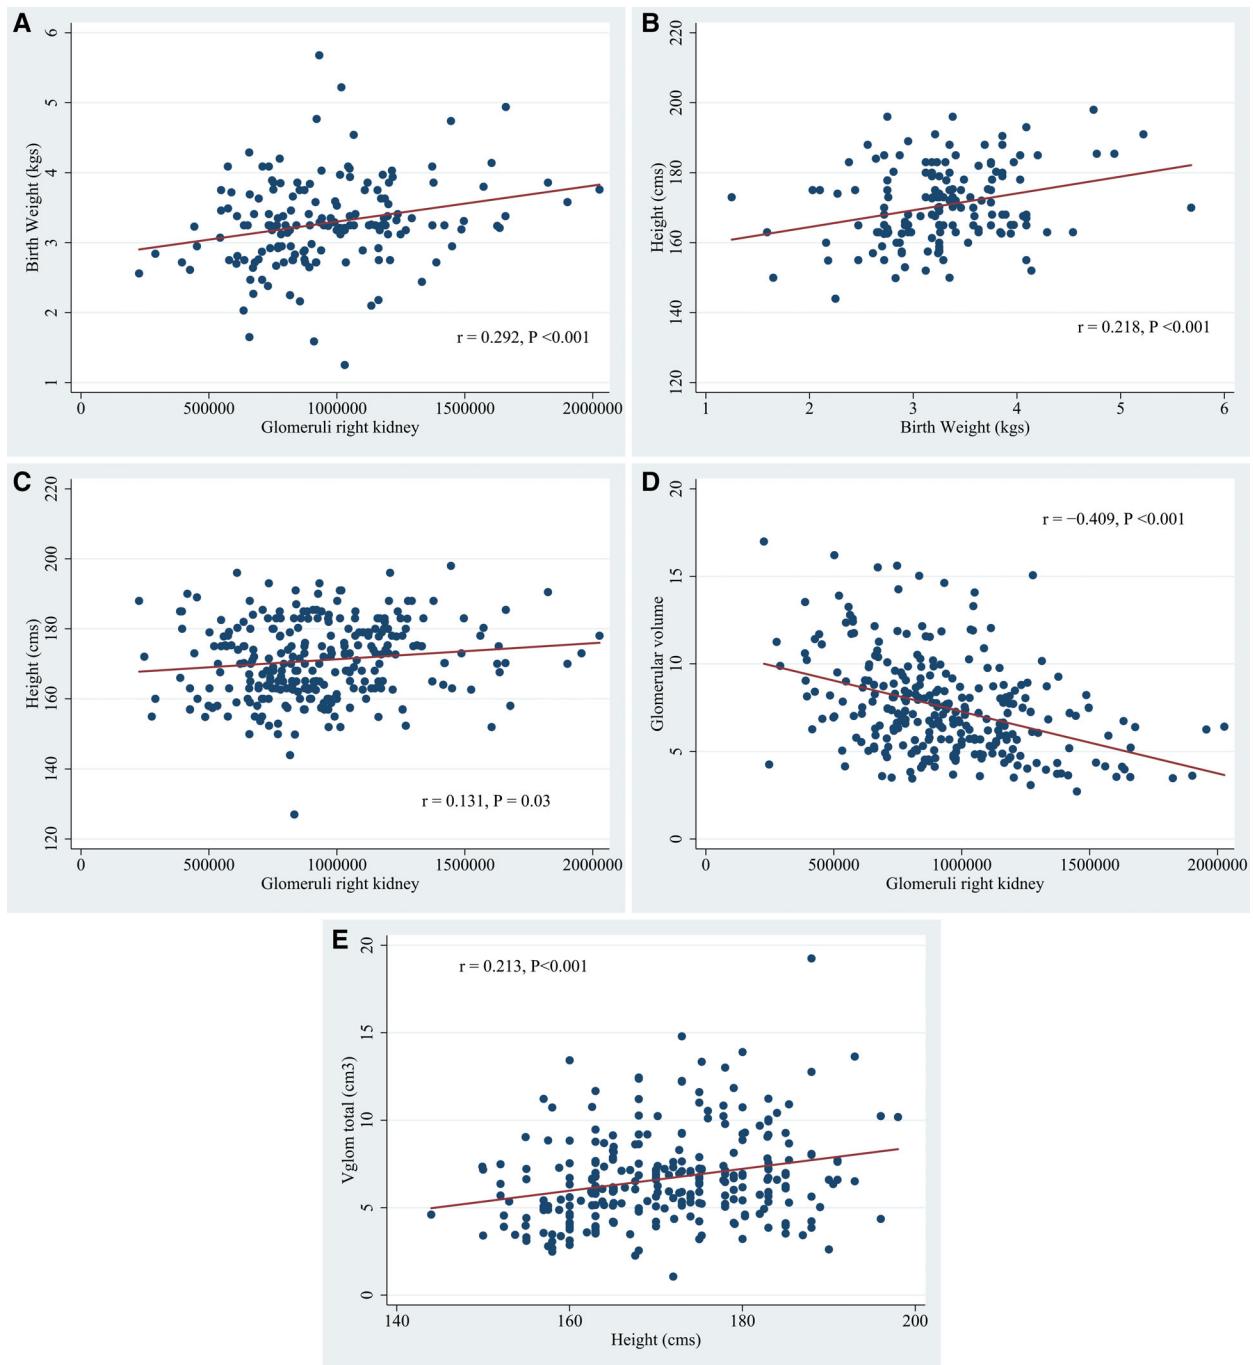 A
6
5
4
3
2
1
Birth Weight (kgs)
r = 0.292, P <0.001
0 500000 1000000 1500000 2000000
Glomeruli right kidney
B
220
200
180
160
140
120
Height (cms)
r = 0.218, P <0.001
1 2 3 4 5 6
Birth Weight (kgs)
C
220
200
180
160
140
120
Height (cms)
r = 0.131, P = 0.03
0 500000 1000000 1500000 2000000
Glomeruli right kidney
D
20
15
10
5
0
Glomerular volume
r = −0.409, P <0.001
0 500000 1000000 1500000 2000000
Glomeruli right kidney
E
20
15
10
5
0
Vglom total (cm3)
r = 0.213, P<0.001
140 160 180 200
Height (cms)